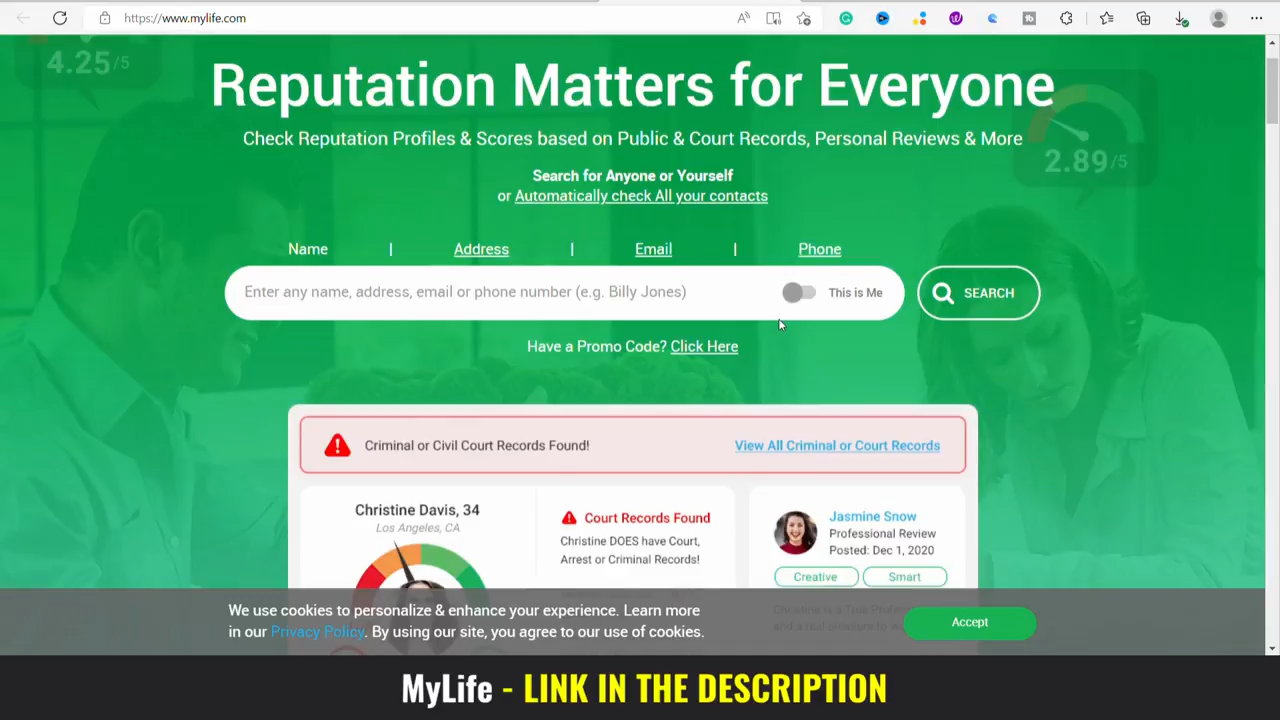 https://www.mylife.com
4.25/5
Reputation Matters for Everyone
Check Reputation Profiles & Scores based on Public & Court Records, Personal Reviews & More
2.89/5
Search for Anyone or Yourself
or Automatically check All your contacts
Name | Address | Email | Phone
Enter any name, address, email or phone number (e.g. Billy Jones)
This is Me
SEARCH
Have a Promo Code? Click Here
Criminal or Civil Court Records Found!
View All Criminal or Court Records
Christine Davis, 34
Los Angeles, CA
Court Records Found
Christine DOES have Court,
Arrest or Criminal Records!
Jasmine Snow
Professional Review
Posted: Dec 1, 2020
Creative
Smart
We use cookies to personalize & enhance your experience. Learn more
in our Privacy Policy. By using our site, you agree to our use of cookies.
Accept
MyLife - LINK IN THE DESCRIPTION